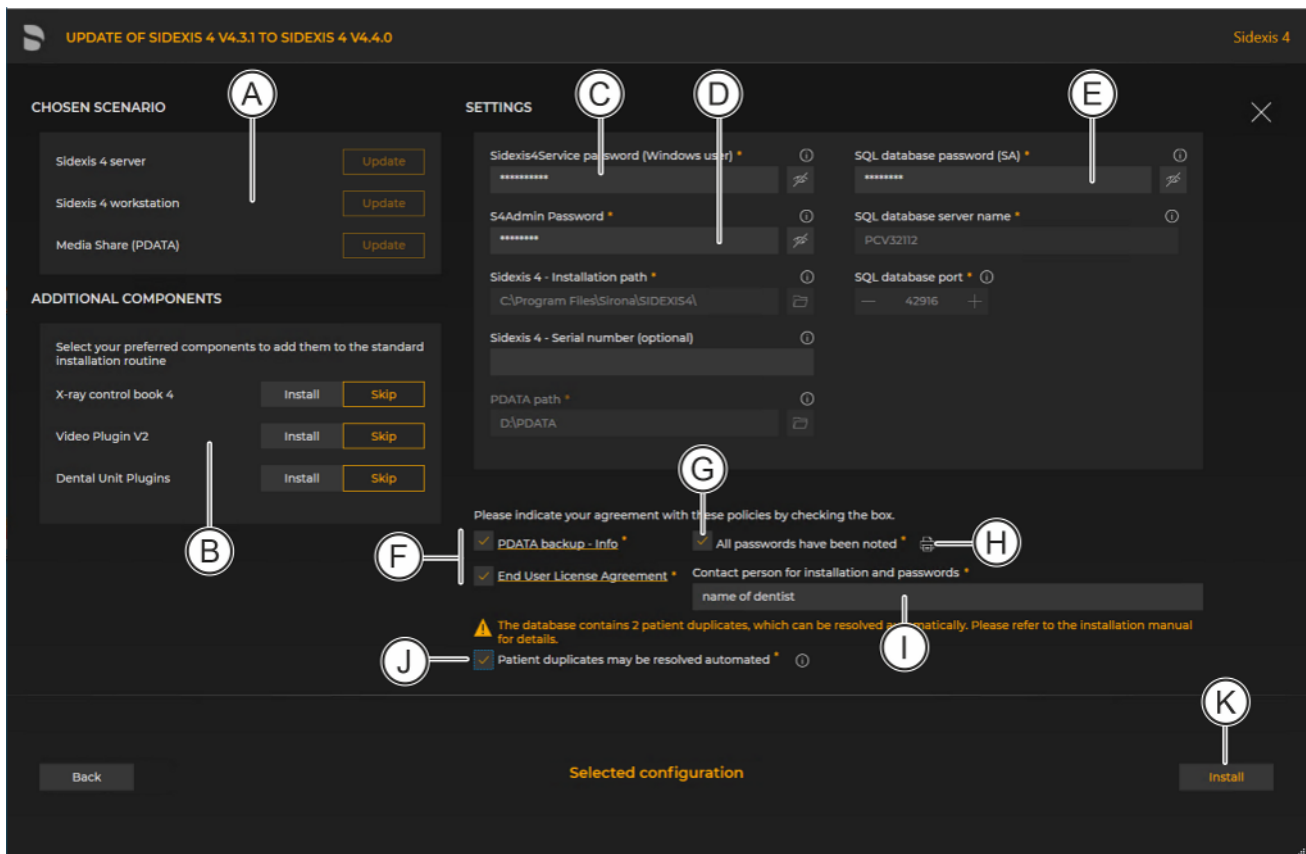 UPDATE OF SIDEXIS 4 V4.3.1 TO SIDEXIS 4 V4.4.0
Sidexis 4
CHOSEN SCENARIO
A
Sidexis 4 server
Update
Sidexis 4 workstation
Update
Media Share (PDATA)
Update
ADDITIONAL COMPONENTS
Select your preferred components to add them to the standard
installation routine
X-ray control book 4
Install
Skip
Video Plugin V2
Install
Skip
Dental Unit Plugins
Install
Skip
B
SETTINGS
C
D
E
Sidexis4Service password (Windows user) *
**********
S4Admin Password *
********
Sidexis 4 - Installation path *
C:\Program Files\Sirona\SIDEXIS4\
Sidexis 4 - Serial number (optional)
PDATA path *
D:\PDATA
SQL database password (SA) *
********
SQL database server name *
PCV32112
SQL database port *
— 42916 +
G
Please indicate your agreement with these policies by checking the box.
F
PDATA backup - Info *
All passwords have been noted *
H
End User License Agreement *
Contact person for installation and passwords *
name of dentist
I
The database contains 2 patient duplicates, which can be resolved automatically. Please refer to the installation manual
for details.
J
Patient duplicates may be resolved automated *
K
Back
Selected configuration
Install